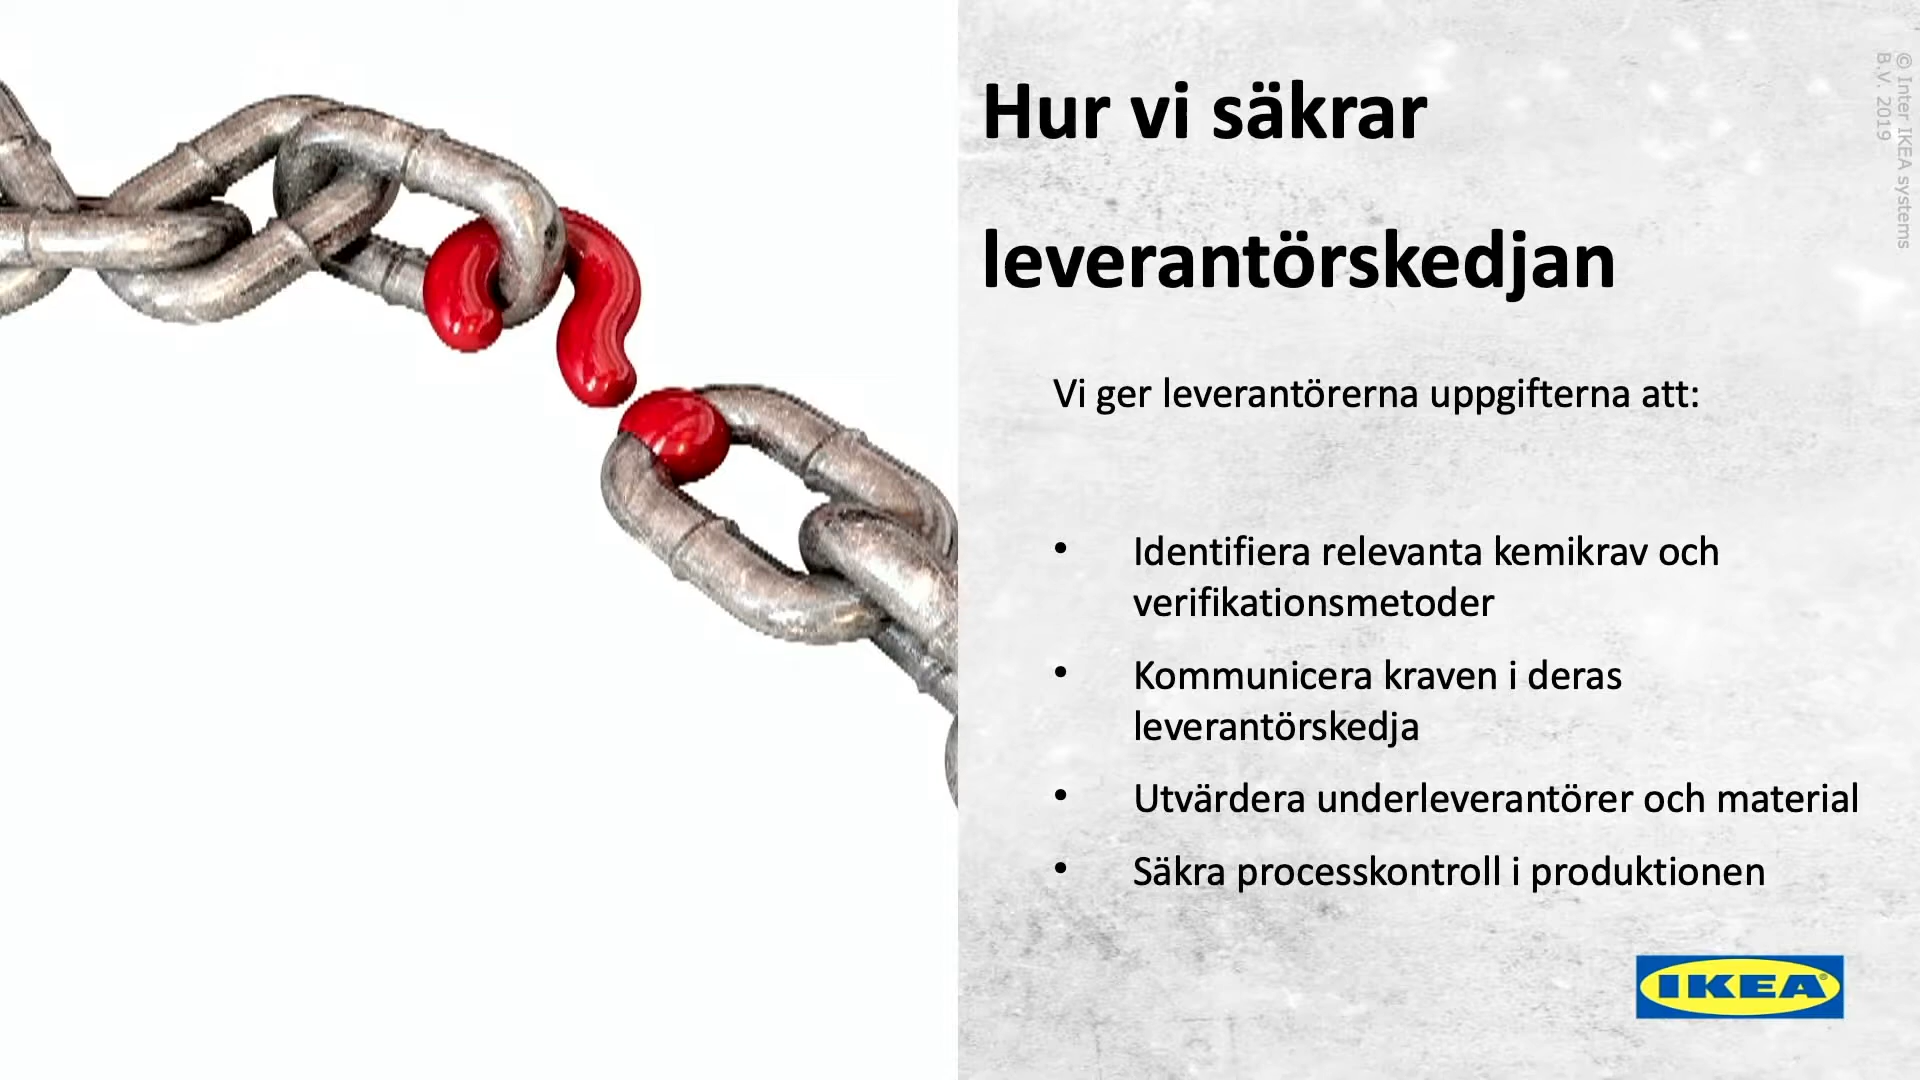 Hur vi säkrar
leverantörskedjan
Vi ger leverantörerna uppgifterna att:
• Identifiera relevanta kemikrav och
verifikationsmetoder
• Kommunicera kraven i deras
leverantörskedja
• Utvärdera underleverantörer och material
• Säkra processkontroll i produktionen
IKEA®
© Inter IKEA systems
B.V. 2019